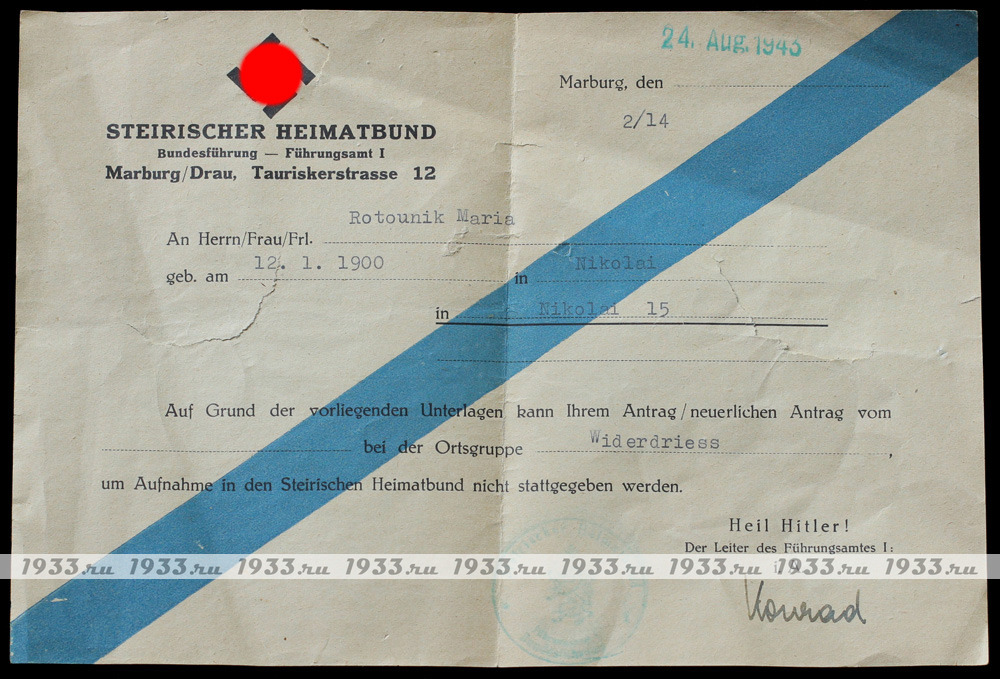 24. Aug. 1943
Marburg, den
2/14
STEIRISCHER HEIMATBUND
Bundesführung — Führungsamt I
Marburg/Drau, Tauriskerstrasse 12
Rotounik Maria
An Herrn/Frau/Frl.
geb. am 12. 1. 1900 in Nikolai
in Nikolai 15
Auf Grund der vorliegenden Unterlagen kann Ihrem Antrag/neuerlichen Antrag vom
bei der Ortsgruppe Widerdriess,
um Aufnahme in den Steirischen Heimatbund nicht stattgegeben werden.
Heil Hitler!
Der Leiter des Führungsamtes I:
1933.ru 1933.ru 1933.ru 1933.ru 1933.ru 1933.ru 1933.ru 1933.ru 1933.ru
Konrad